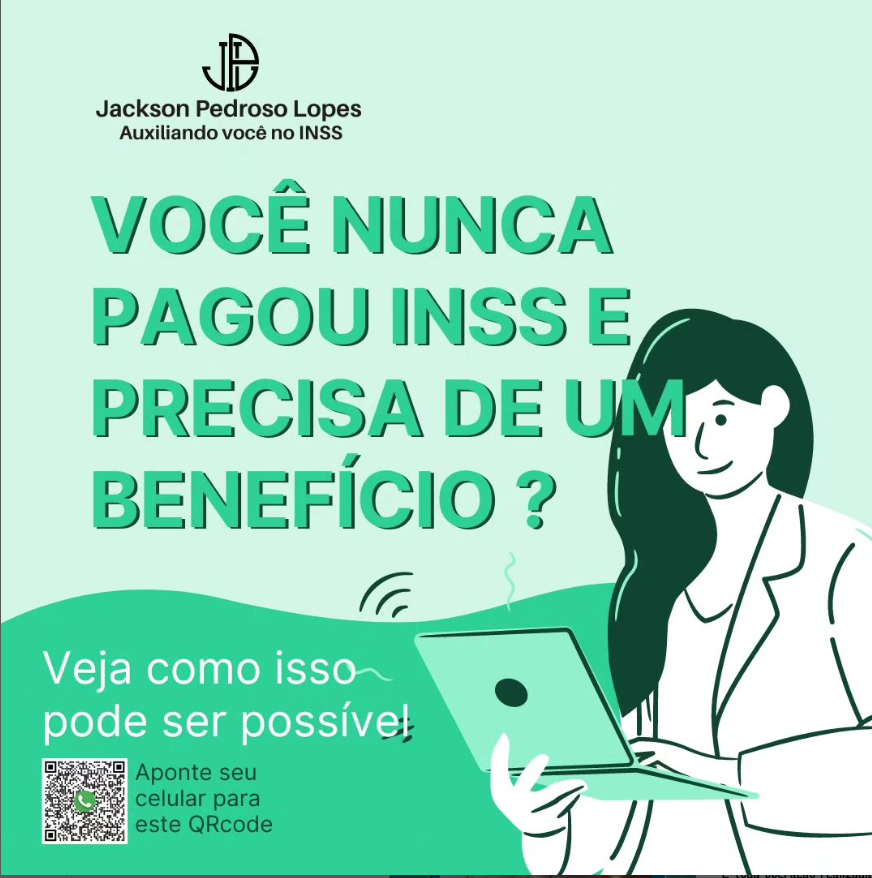 JPL
Jackson Pedroso Lopes
Auxiliando você no INSS
VOCÊ NUNCA
PAGOU INSS E
PRECISA DE UM
BENEFÍCIO ?
Veja como isso
pode ser possível
Aponte seu
celular para
este QRcode